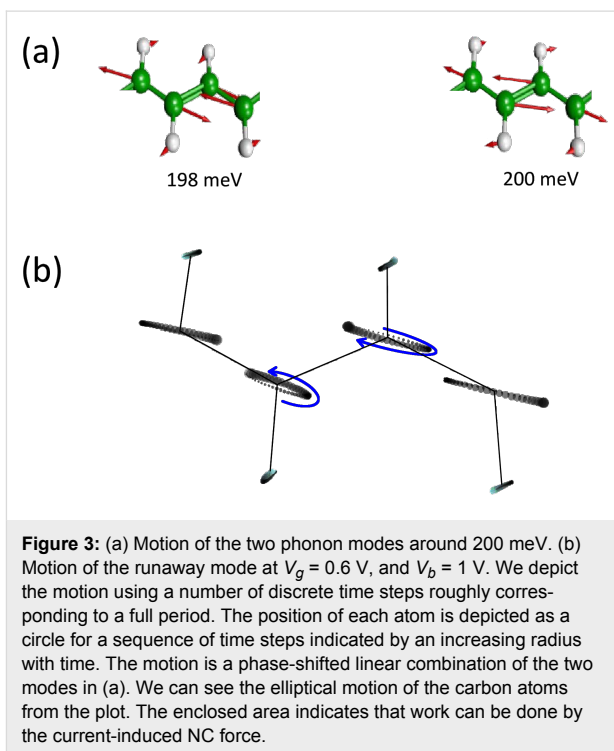 (a)
198 meV
200 meV
(b)
Figure 3: (a) Motion of the two phonon modes around 200 meV. (b)
Motion of the runaway mode at Vg = 0.6 V, and Vb = 1 V. We depict
the motion using a number of discrete time steps roughly corres-
ponding to a full period. The position of each atom is depicted as a
circle for a sequence of time steps indicated by an increasing radius
with time. The motion is a phase-shifted linear combination of the two
modes in (a). We can see the elliptical motion of the carbon atoms
from the plot. The enclosed area indicates that work can be done by
the current-induced NC force.